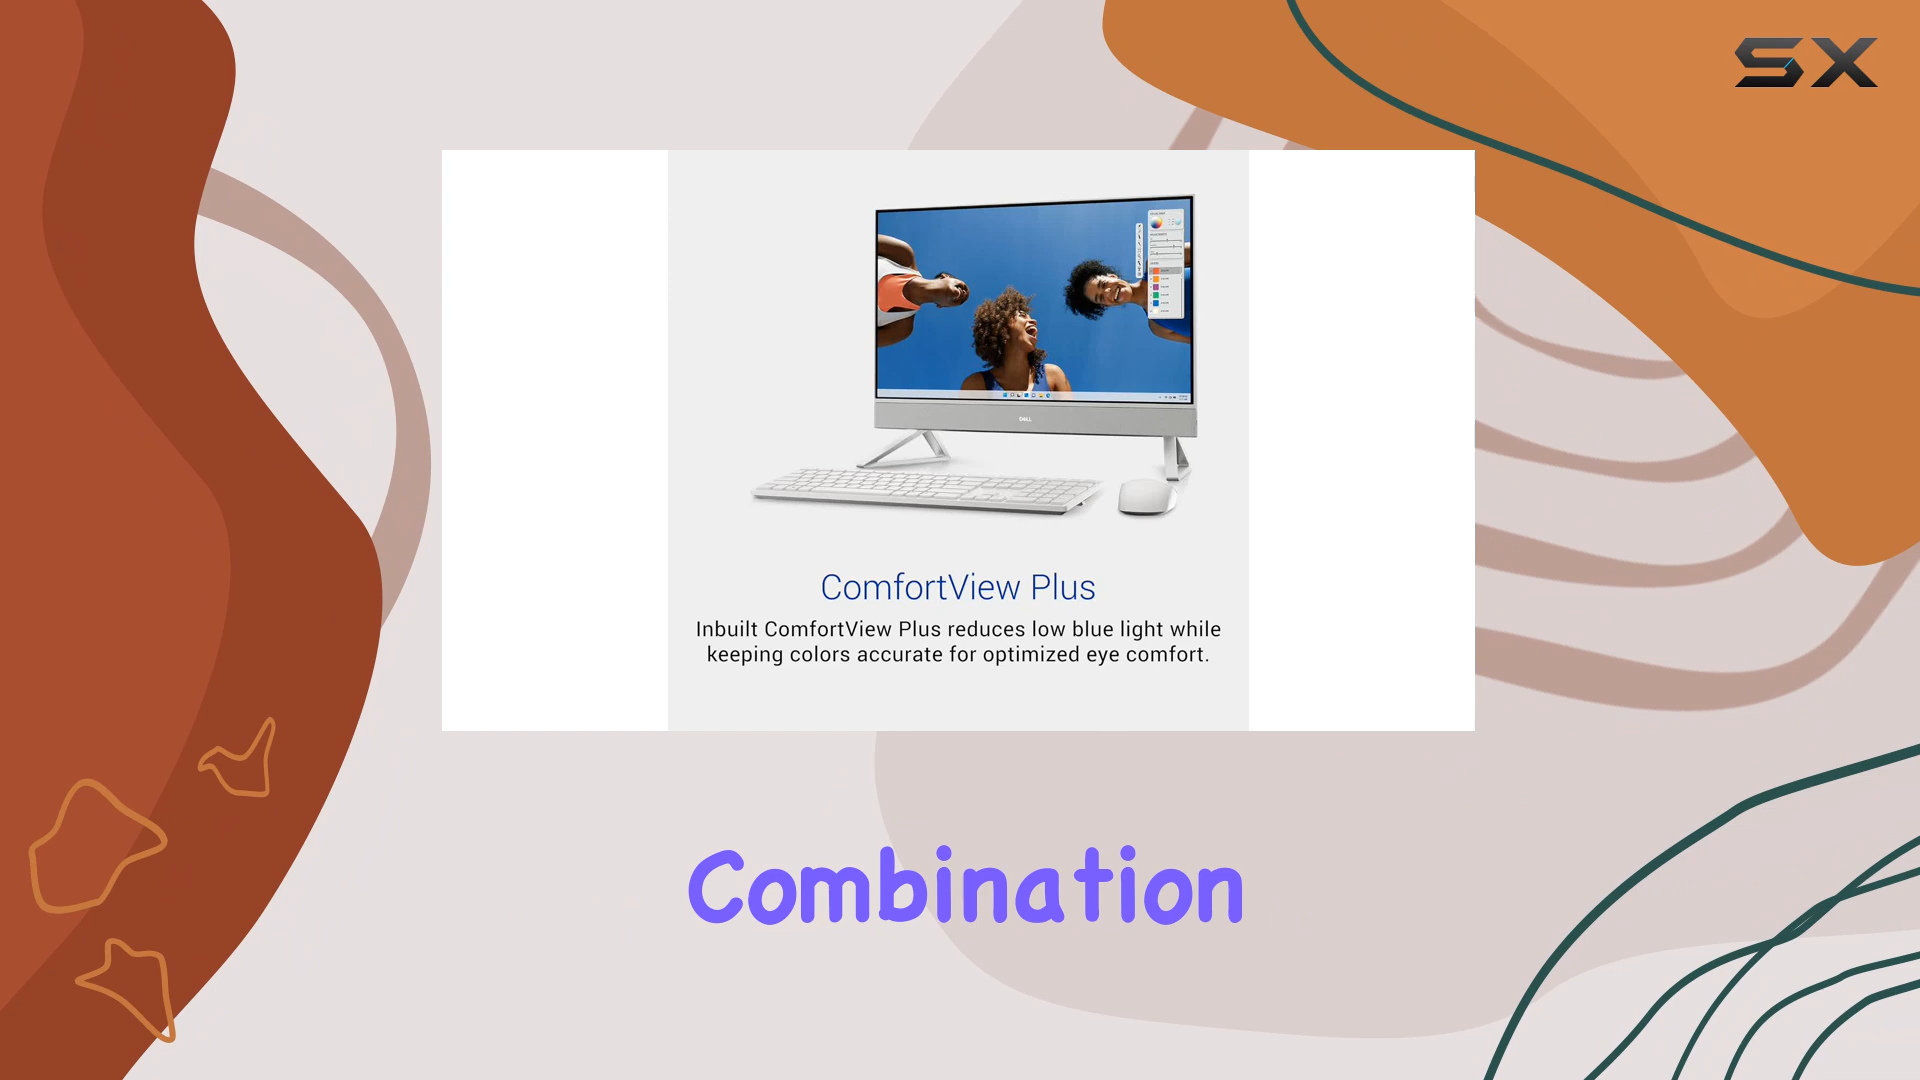 SX
DELL
ComfortView Plus
Inbuilt ComfortView Plus reduces low blue light while
keeping colors accurate for optimized eye comfort.
Combination